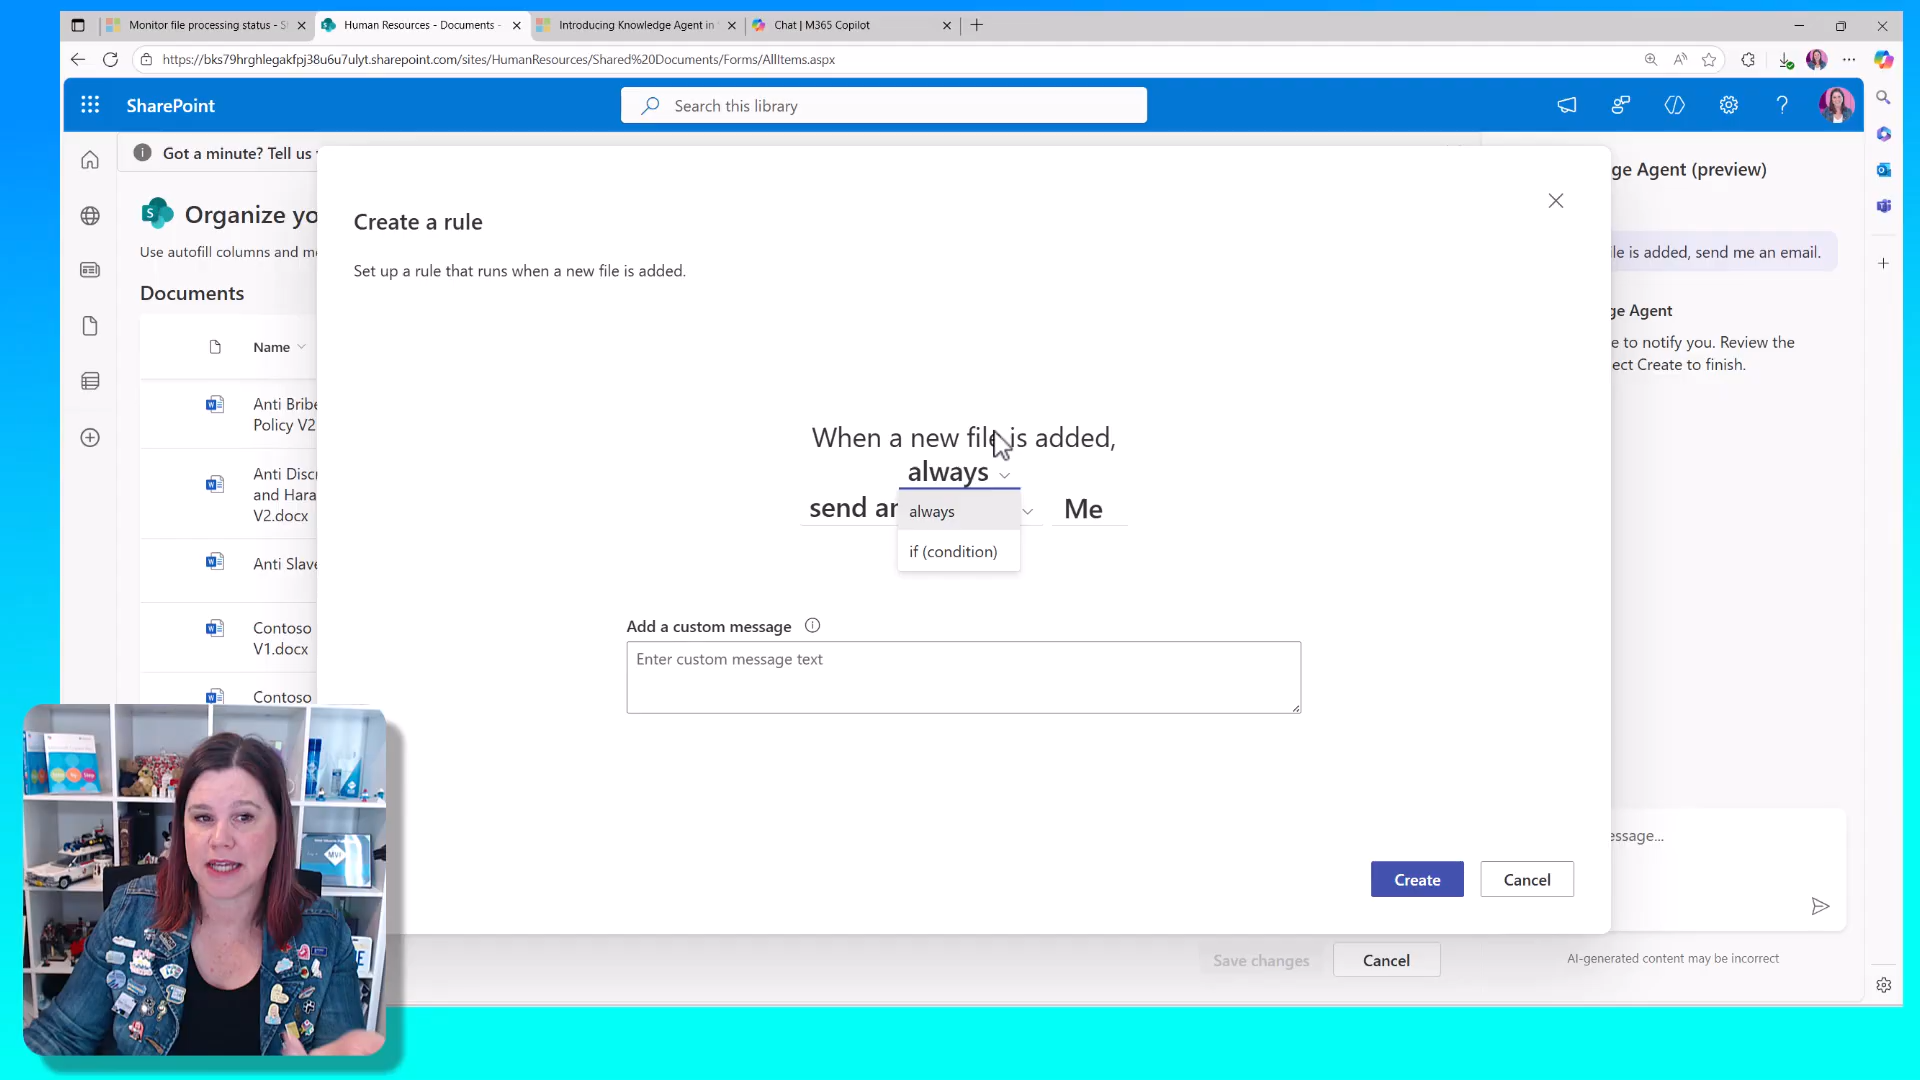 Monitor file processing status - S
Human Resources - Documents -
Introducing Knowledge Agent in
Chat | M365 Copilot
https://bks79hrghlegakfpj38u6u7ulyt.sharepoint.com/sites/HumanResources/Shared%20Documents/Forms/AllItems.aspx
SharePoint
Search this library
Got a minute? Tell us
ge Agent (preview)
Organize yo
Create a rule
Use autofill columns and me
Set up a rule that runs when a new file is added.
le is added, send me an email.
Documents
ge Agent
e to notify you. Review the
ect Create to finish.
Name
Anti Bribe
Policy V2
Anti Discr
and Hara
V2.docx
Anti Slave
Contoso
V1.docx
Contoso
When a new file is added,
always
send an
Me
always
if (condition)
Add a custom message
Enter custom message text
essage...
Create
Cancel
Save changes
Cancel
AI-generated content may be incorrect